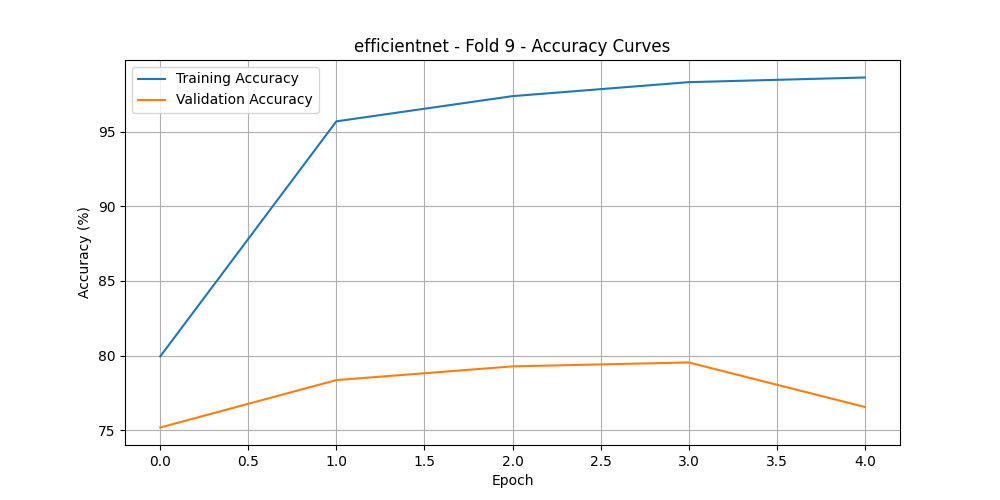 efficientnet - Fold 9 - Accuracy Curves
Training Accuracy
Validation Accuracy
Accuracy (%)
95
90
85
80
75
0.0 0.5 1.0 1.5 2.0 2.5 3.0 3.5 4.0
Epoch